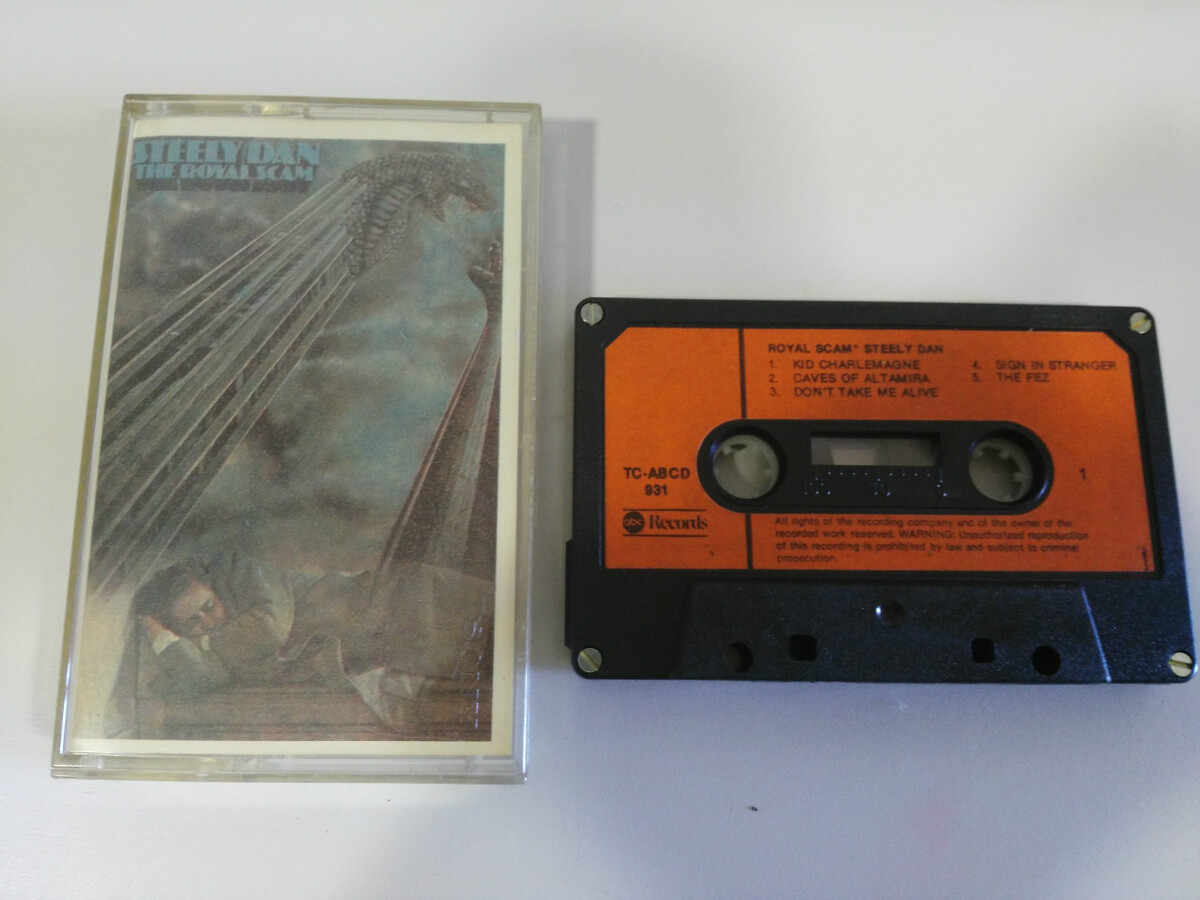 STEELY DAN
THE ROYAL SCAM
ROYAL SCAM* STEELY DAN
1. KID CHARLEMAGNE
2. CAVES OF ALTAMIRA
3. DON'T TAKE ME ALIVE
4. SIGN IN STRANGER
5. THE FEZ
TC-ABCD
931
1
abc Records
All rights of the recording company and of the owner of the
recorded work reserved. WARNING: Unauthorized reproduction
of this recording is prohibited by law and subject to criminal
prosecution.